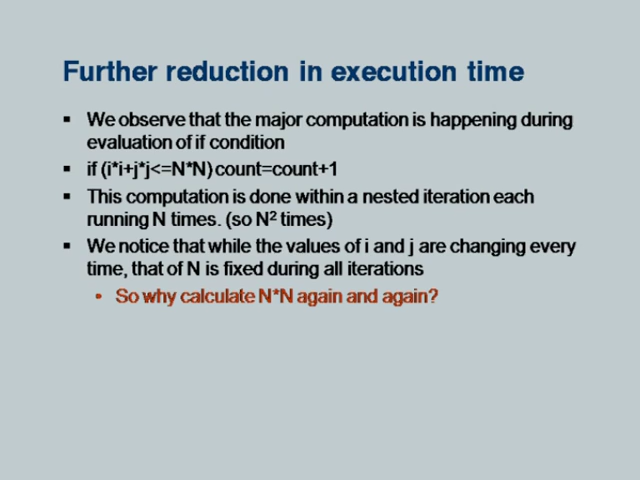 Further reduction in execution time
▪ We observe that the major computation is happening during
evaluation of if condition
▪ if (i*i+j*j<=N*N) count=count+1
▪ This computation is done within a nested iteration each
running N times. (so N² times)
▪ We notice that while the values of i and j are changing every
time, that of N is fixed during all iterations
• So why calculate N*N again and again?